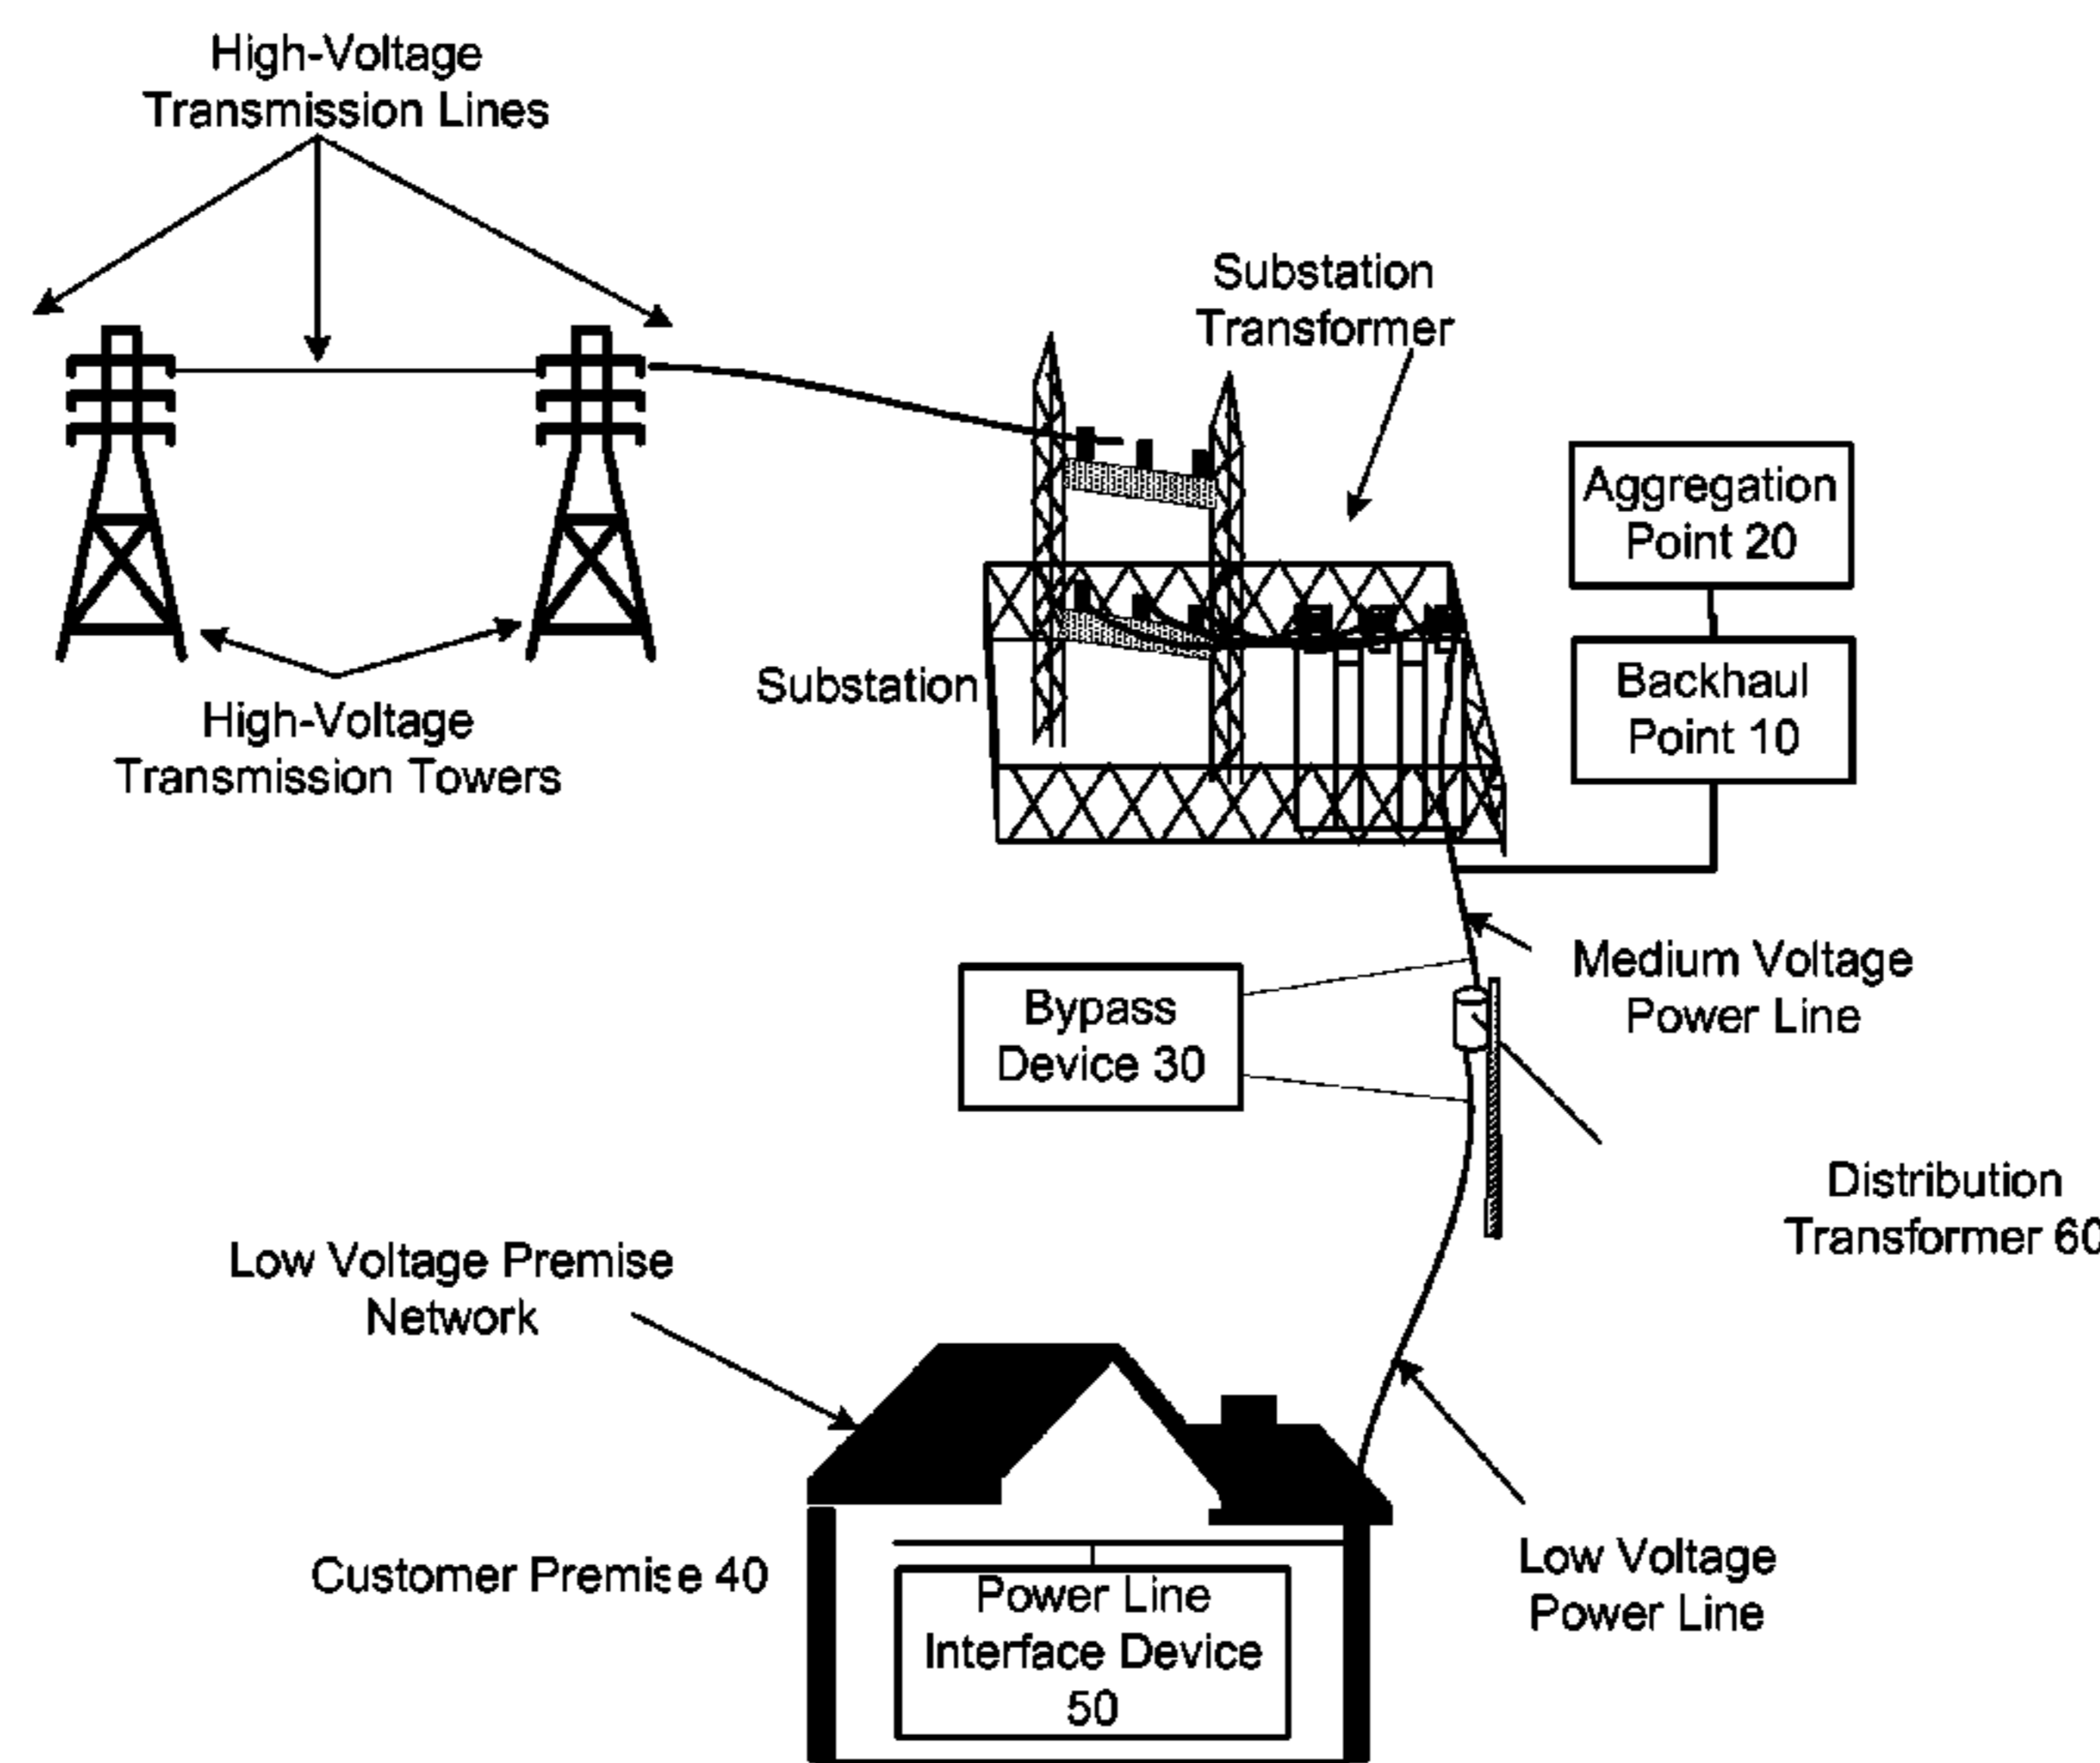 High-Voltage
Transmission Lines
Substation
Transformer
Aggregation
Point 20
Substation
Backhaul
Point 10
High-Voltage
Transmission Towers
Medium Voltage
Power Line
Bypass
Device 30
Distribution
Transformer 60
Low Voltage Premise
Network
Customer Premise 40
Power Line
Interface Device
50
Low Voltage
Power Line